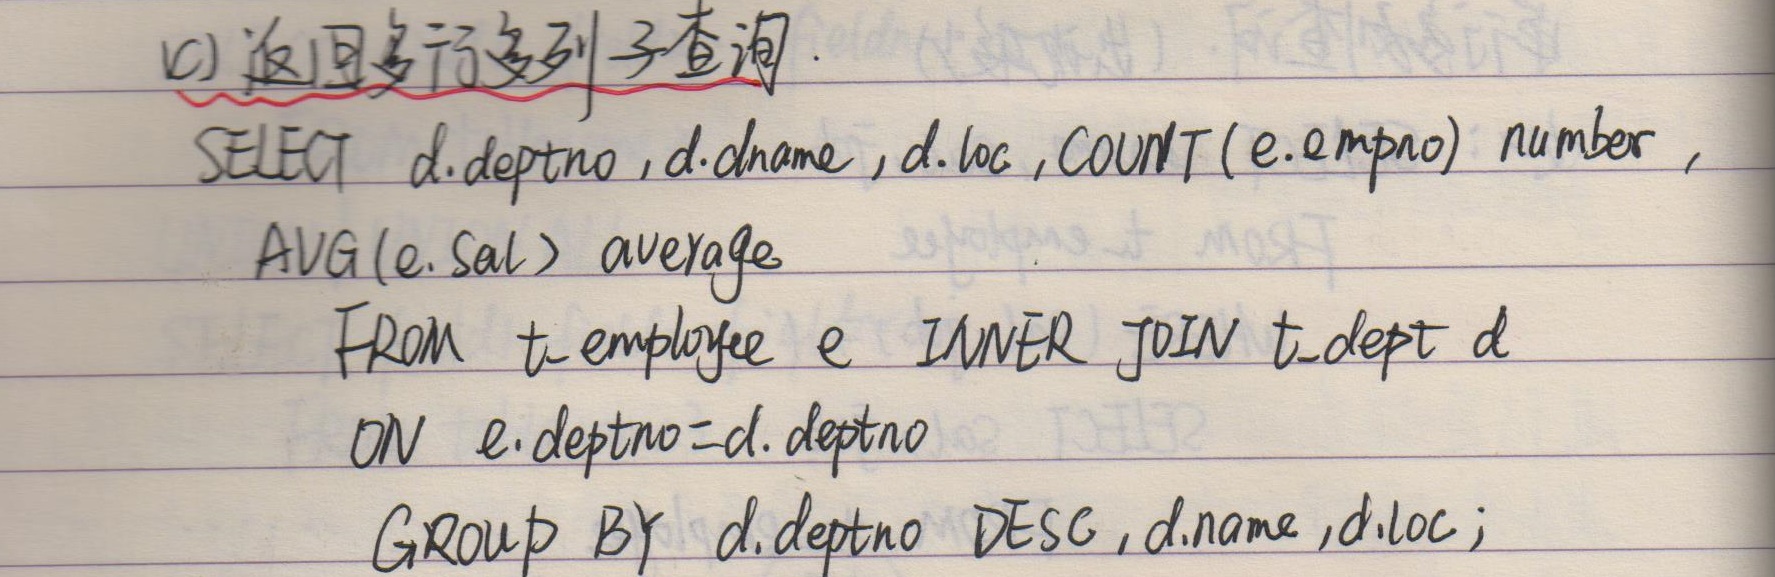 (c) 返回多行多列子查询.
SELECT d.deptno, d.dname, d.loc, COUNT(e.empno) number,
AVG(e.sal) average
FROM t_employee e INNER JOIN t_dept d
ON e.deptno=d.deptno
GROUP BY d.deptno DESC, d.name, d.loc;